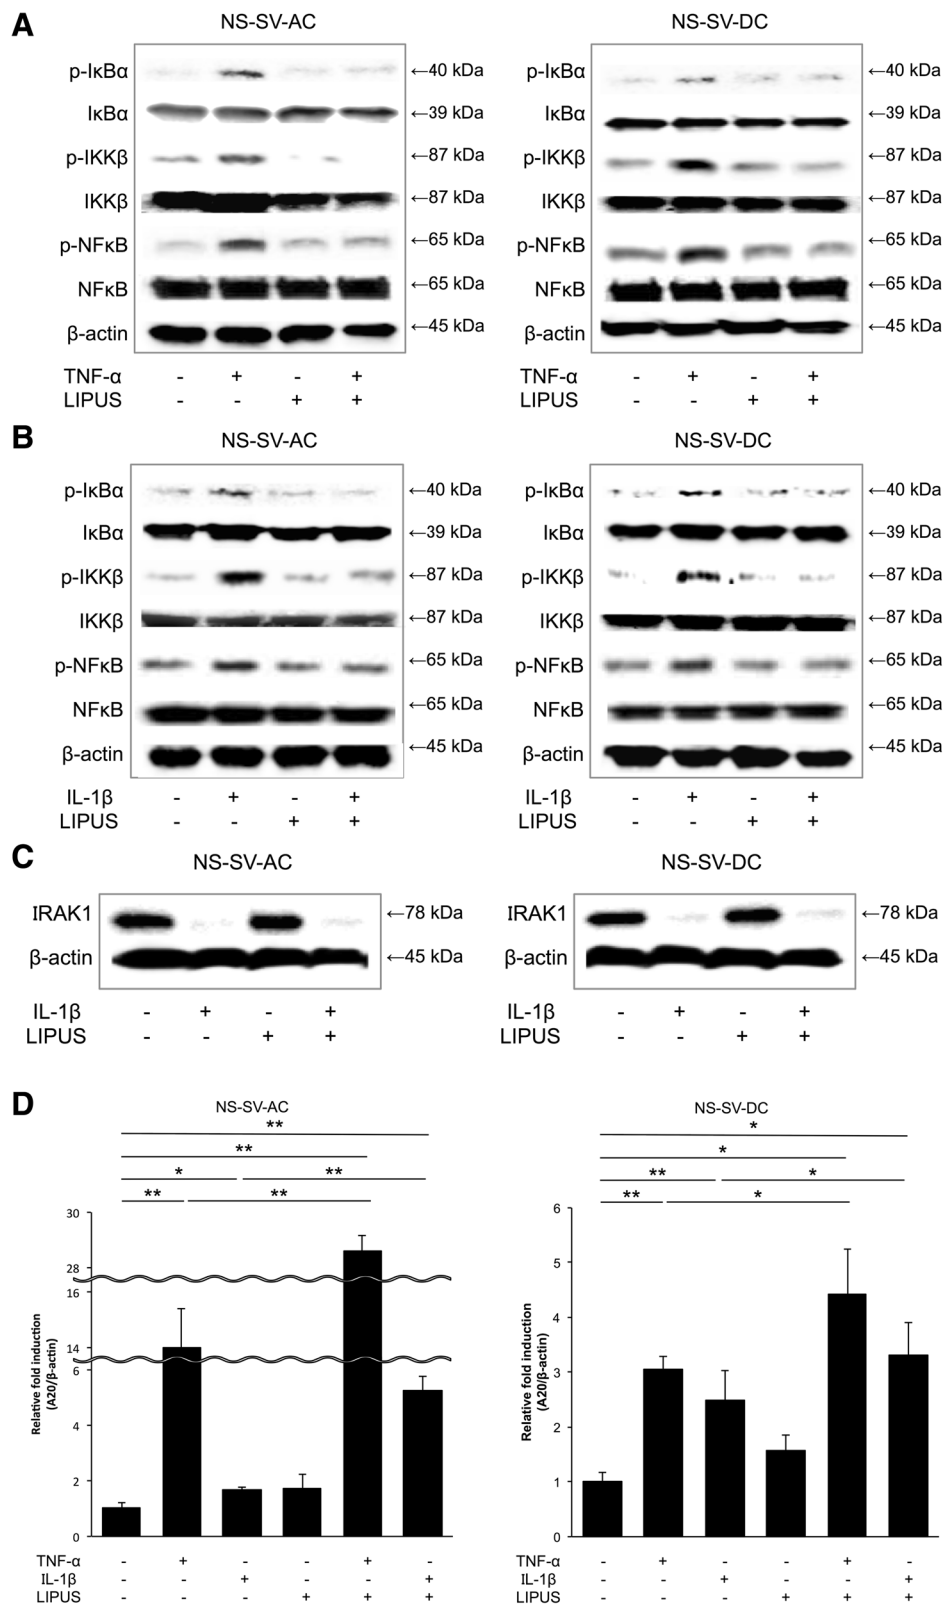 A
NS-SV-AC NS-SV-DC
p-IκBα ←40 kDa p-IκBα ←40 kDa
IκBα ←39 kDa IκBα ←39 kDa
p-IKKβ ←87 kDa p-IKKβ ←87 kDa
IKKβ ←87 kDa IKKβ ←87 kDa
p-NFκB ←65 kDa p-NFκB ←65 kDa
NFκB ←65 kDa NFκB ←65 kDa
β-actin ←45 kDa β-actin ←45 kDa
TNF-α - + - + TNF-α - + - +
LIPUS - - + + LIPUS - - + +
B
NS-SV-AC NS-SV-DC
p-IκBα ←40 kDa p-IκBα ←40 kDa
IκBα ←39 kDa IκBα ←39 kDa
p-IKKβ ←87 kDa p-IKKβ ←87 kDa
IKKβ ←87 kDa IKKβ ←87 kDa
p-NFκB ←65 kDa p-NFκB ←65 kDa
NFκB ←65 kDa NFκB ←65 kDa
β-actin ←45 kDa β-actin ←45 kDa
IL-1β - + - + IL-1β - + - +
LIPUS - - + + LIPUS - - + +
C
NS-SV-AC NS-SV-DC
IRAK1 ←78 kDa IRAK1 ←78 kDa
β-actin ←45 kDa β-actin ←45 kDa
IL-1β - + - + IL-1β - + - +
LIPUS - - + + LIPUS - - + +
D
NS-SV-AC
**
**
* **
** **
Relative fold induction
(A20/β-actin)
30
28
16
14
6
4
2
0
TNF-α - + - - + -
IL-1β - - + - - +
LIPUS - - - + + +
NS-SV-DC
*
*
** *
** *
Relative fold induction
(A20/β-actin)
6
5
4
3
2
1
0
TNF-α - + - - + -
IL-1β - - + - - +
LIPUS - - - + + +